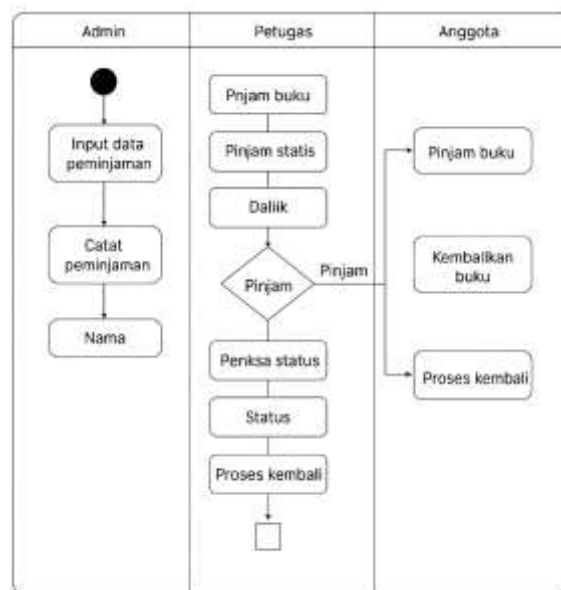 Admin
Petugas
Anggota
Input data
peminjaman
Catat
peminjaman
Nama
Pnjam buku
Pinjam statis
Daliik
Pinjam
Pinjam
Penksa status
Status
Proses kembali
Pinjam buku
Kembalikan
buku
Proses kembali